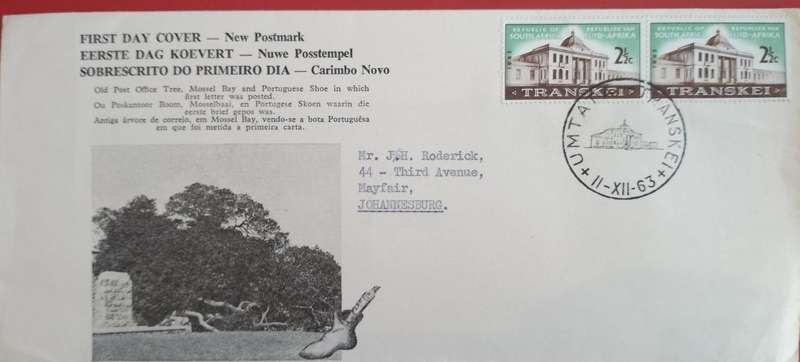 FIRST DAY COVER — New Postmark
EERSTE DAG KOEVERT — Nuwe Posstempel
SOBRESCRITO DO PRIMEIRO DIA — Carimbo Novo
Old Post Office Tree, Mossel Bay and Portuguese Shoe in which
first letter was posted.
Ou Poskantoor Boom, Mosselbaai, en Portugese Skoen waarin die
eerste brief gepos was.
Antiga árvore de correio, em Mossel Bay, vendo-se a bota Portuguêsa
em que foi metida a primeira carta.
Mr. J.H. Roderick,
44 - Third Avenue,
Mayfair,
JOHANNESBURG.
REPUBLIC OF SOUTH AFRICA
REPUBLIEK VAN SUID-AFRIKA
2½c
TRANSKEI
REPUBLIC OF SOUTH AFRICA
REPUBLIEK VAN SUID-AFRIKA
2½c
TRANSKEI
UMTATA TRANSKEI
11-XII-63